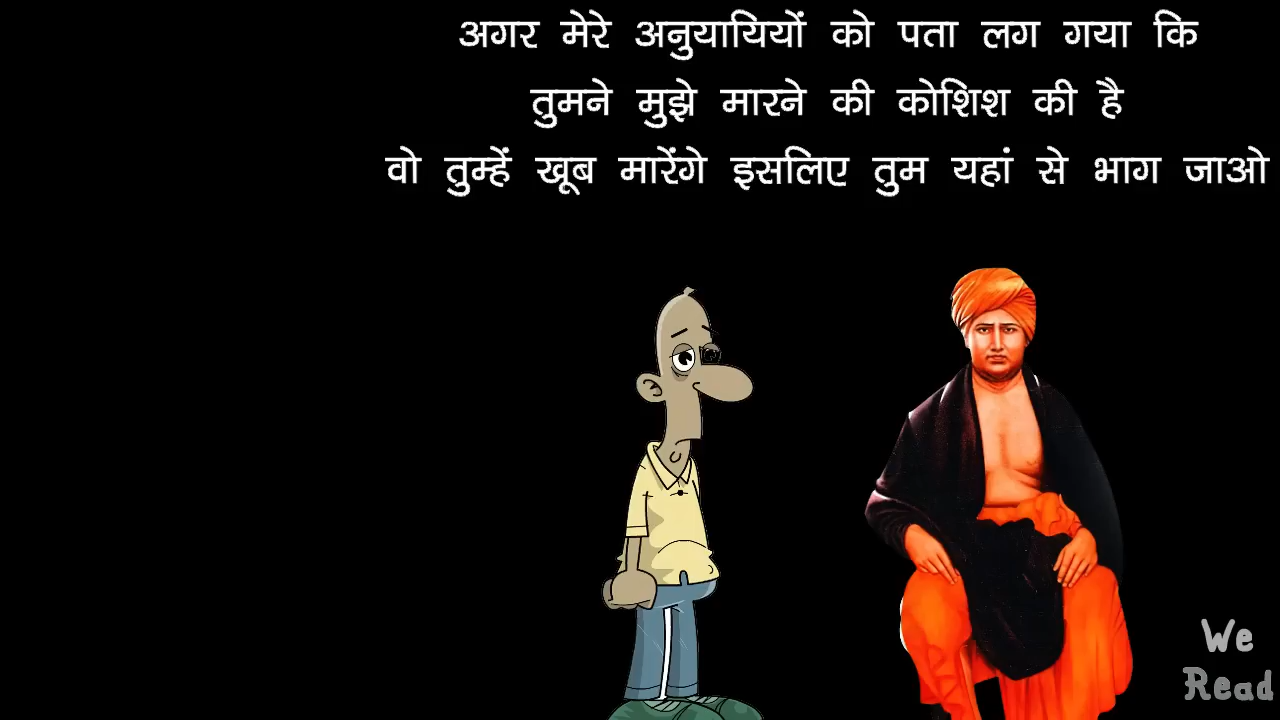 अगर मेरे अनुयायियों को पता लग गया कि
तुमने मुझे मारने की कोशिश की है
वो तुम्हें खूब मारेंगे इसलिए तुम यहां से भाग जाओ
We
Read